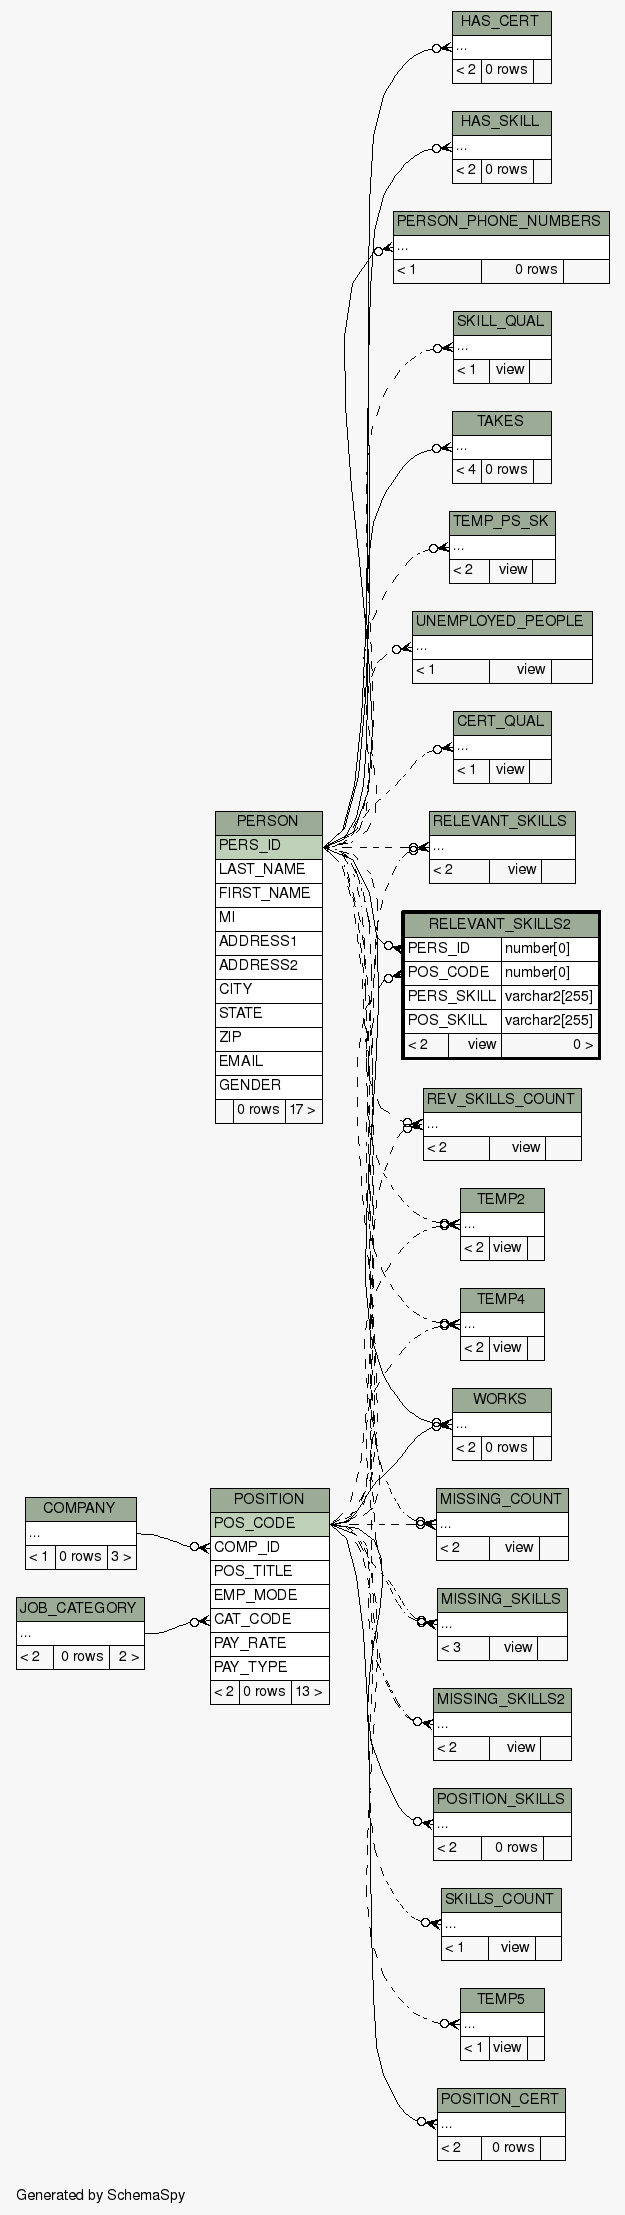 HAS_CERT
...
< 2 0 rows
HAS_SKILL
...
< 2 0 rows
PERSON_PHONE_NUMBERS
...
< 1 0 rows
SKILL_QUAL
...
< 1 view
TAKES
...
< 4 0 rows
TEMP_PS_SK
...
< 2 view
UNEMPLOYED_PEOPLE
...
< 1 view
CERT_QUAL
...
< 1 view
PERSON
PERS_ID
LAST_NAME
FIRST_NAME
MI
ADDRESS1
ADDRESS2
CITY
STATE
ZIP
EMAIL
GENDER
0 rows 17 >
RELEVANT_SKILLS
...
< 2 view
RELEVANT_SKILLS2
PERS_ID number[0]
POS_CODE number[0]
PERS_SKILL varchar2[255]
POS_SKILL varchar2[255]
< 2 view 0 >
REV_SKILLS_COUNT
...
< 2 view
TEMP2
...
< 2 view
TEMP4
...
< 2 view
WORKS
...
< 2 0 rows
COMPANY
...
< 1 0 rows 3 >
JOB_CATEGORY
...
< 2 0 rows 2 >
POSITION
POS_CODE
COMP_ID
POS_TITLE
EMP_MODE
CAT_CODE
PAY_RATE
PAY_TYPE
< 2 0 rows 13 >
MISSING_COUNT
...
< 2 view
MISSING_SKILLS
...
< 3 view
MISSING_SKILLS2
...
< 2 view
POSITION_SKILLS
...
< 2 0 rows
SKILLS_COUNT
...
< 1 view
TEMP5
...
< 1 view
POSITION_CERT
...
< 2 0 rows
Generated by SchemaSpy